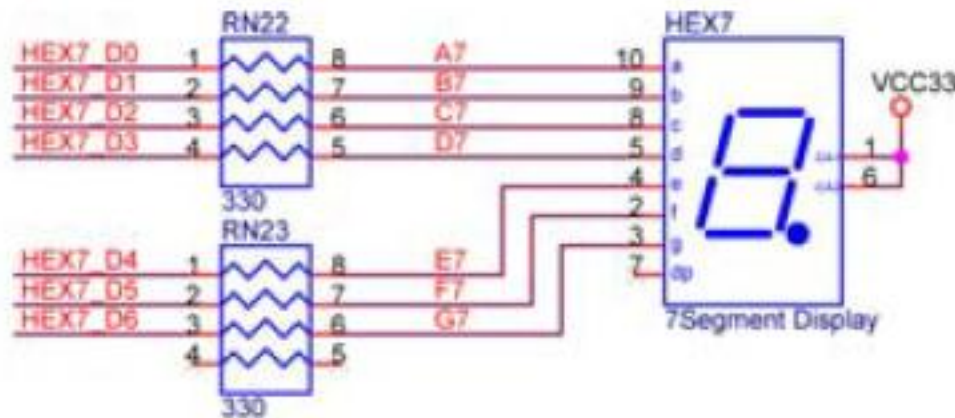 RN22
HEX7
HEX7_D0 1 8 A7 10 a
VCC33
HEX7_D1 2 7 B7 9 b
HEX7_D2 3 6 C7 8 c
HEX7_D3 4 5 D7 5 d 1
4 e 6
330
RN23
2 f
3 g
HEX7_D4 1 8 E7 7 dp
HEX7_D5 2 7 F7
HEX7_D6 3 6 G7
7Segment Display
4 5
330